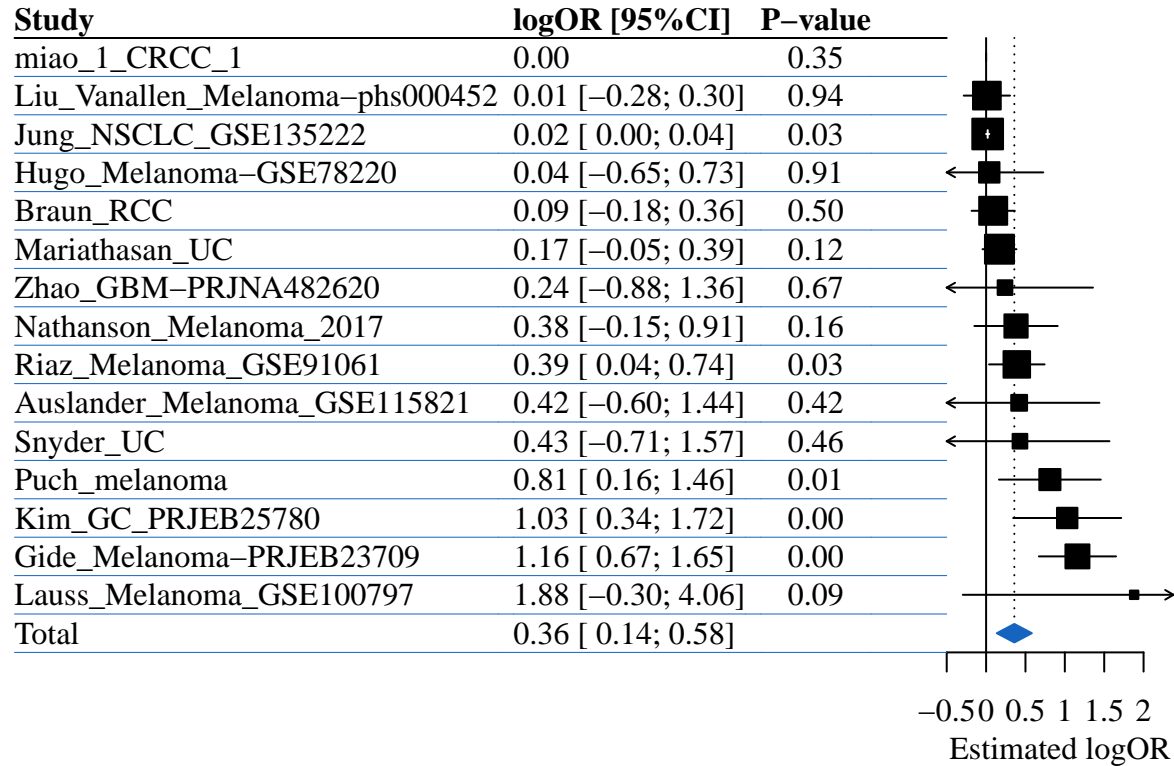 Study logOR [95%CI] P−value
miao_1_CRCC_1 0.00 0.35
Liu_Vanallen_Melanoma−phs000452 0.01 [−0.28; 0.30] 0.94
Jung_NSCLC_GSE135222 0.02 [ 0.00; 0.04] 0.03
Hugo_Melanoma−GSE78220 0.04 [−0.65; 0.73] 0.91
Braun_RCC 0.09 [−0.18; 0.36] 0.50
Mariathasan_UC 0.17 [−0.05; 0.39] 0.12
Zhao_GBM−PRJNA482620 0.24 [−0.88; 1.36] 0.67
Nathanson_Melanoma_2017 0.38 [−0.15; 0.91] 0.16
Riaz_Melanoma_GSE91061 0.39 [ 0.04; 0.74] 0.03
Auslander_Melanoma_GSE115821 0.42 [−0.60; 1.44] 0.42
Snyder_UC 0.43 [−0.71; 1.57] 0.46
Puch_melanoma 0.81 [ 0.16; 1.46] 0.01
Kim_GC_PRJEB25780 1.03 [ 0.34; 1.72] 0.00
Gide_Melanoma−PRJEB23709 1.16 [ 0.67; 1.65] 0.00
Lauss_Melanoma_GSE100797 1.88 [−0.30; 4.06] 0.09
Total 0.36 [ 0.14; 0.58]
−0.5 0 0.5 1 1.5 2
Estimated logOR